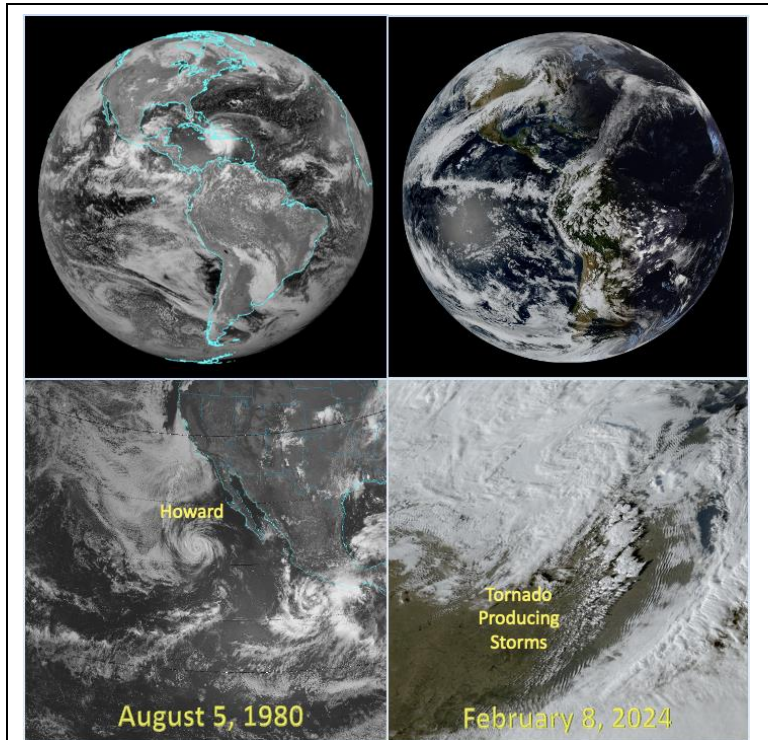 Howard
August 5, 1980
Tornado
Producing
Storms
February 8, 2024